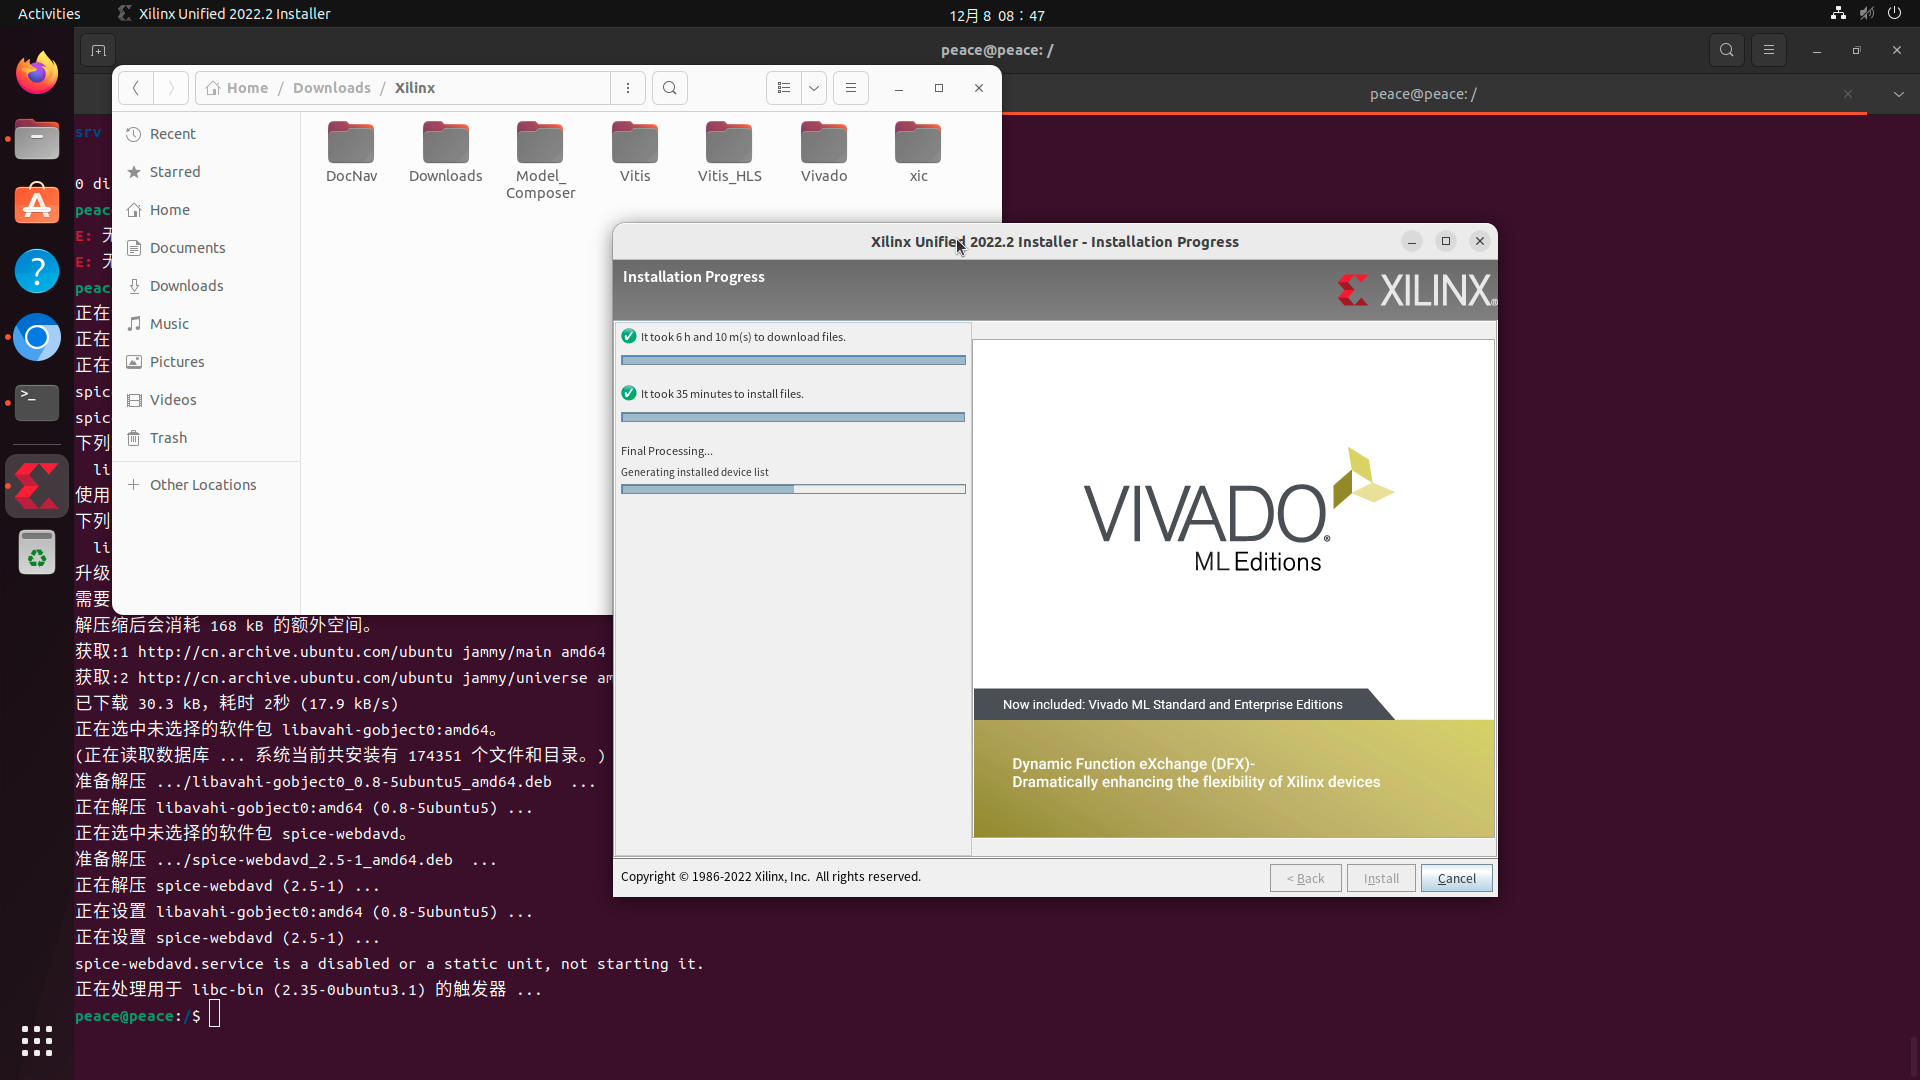 Activities
Xilinx Unified 2022.2 Installer
12月 8 08：47
peace@peace: /
peace@peace: /
Home / Downloads / Xilinx
Recent
Starred
Home
Documents
Downloads
Music
Pictures
Videos
Trash
Other Locations
DocNav
Downloads
Model_
Composer
Vitis
Vitis_HLS
Vivado
xic
Xilinx Unified 2022.2 Installer - Installation Progress
Installation Progress
XILINX®
It took 6 h and 10 m(s) to download files.
It took 35 minutes to install files.
Final Processing...
Generating installed device list
VIVADO®
ML Editions
Now included: Vivado ML Standard and Enterprise Editions
Dynamic Function eXchange (DFX)-
Dramatically enhancing the flexibility of Xilinx devices
Copyright © 1986-2022 Xilinx, Inc. All rights reserved.
< Back
Install
Cancel
srv
0 di
peac
E: 无
E: 无
peac
正在
正在
正在
spic
spic
下列
li
使用
下列
li
升级
需要
解压缩后会消耗 168 kB 的额外空间。
获取:1 http://cn.archive.ubuntu.com/ubuntu jammy/main amd64
获取:2 http://cn.archive.ubuntu.com/ubuntu jammy/universe am
已下载 30.3 kB，耗时 2秒 (17.9 kB/s)
正在选中未选择的软件包 libavahi-gobject0:amd64。
(正在读取数据库 ... 系统当前共安装有 174351 个文件和目录。)
准备解压 .../libavahi-gobject0_0.8-5ubuntu5_amd64.deb ...
正在解压 libavahi-gobject0:amd64 (0.8-5ubuntu5) ...
正在选中未选择的软件包 spice-webdavd。
准备解压 .../spice-webdavd_2.5-1_amd64.deb ...
正在解压 spice-webdavd (2.5-1) ...
正在设置 libavahi-gobject0:amd64 (0.8-5ubuntu5) ...
正在设置 spice-webdavd (2.5-1) ...
spice-webdavd.service is a disabled or a static unit, not starting it.
正在处理用于 libc-bin (2.35-0ubuntu3.1) 的触发器 ...
peace@peace:/$